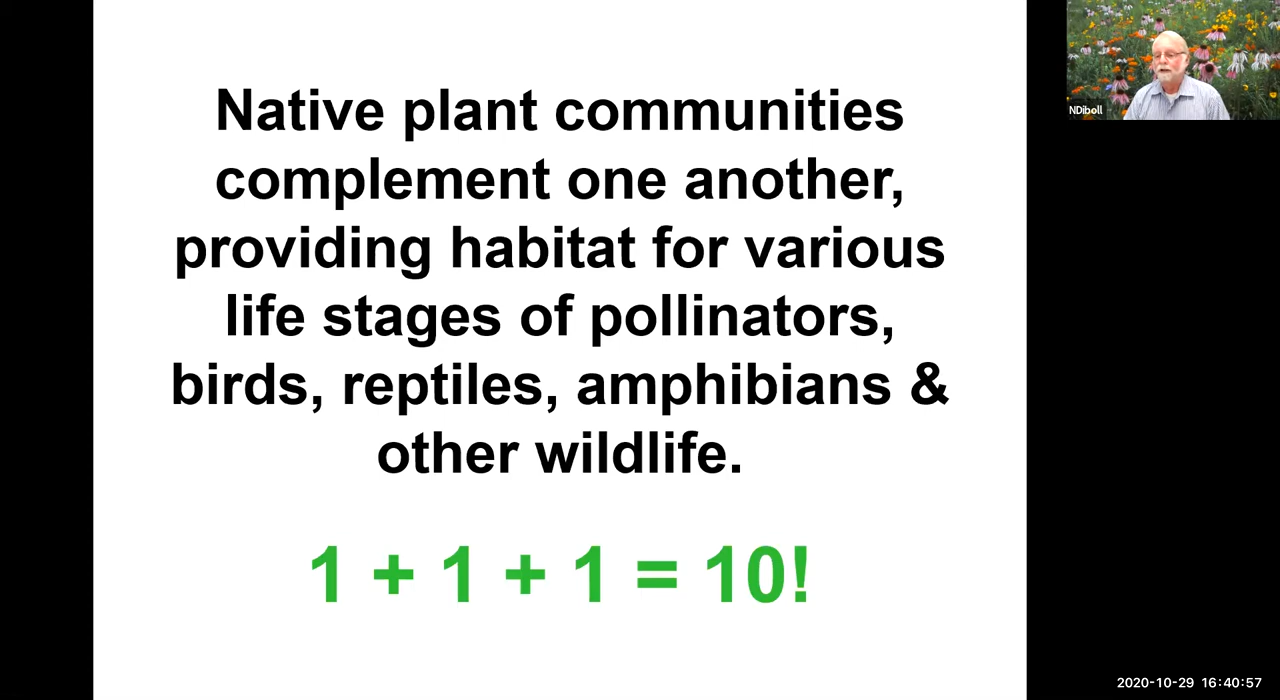 Native plant communities
complement one another,
providing habitat for various
life stages of pollinators,
birds, reptiles, amphibians &
other wildlife.
1 + 1 + 1 = 10!
NDiboll
2020-10-29 16:40:57